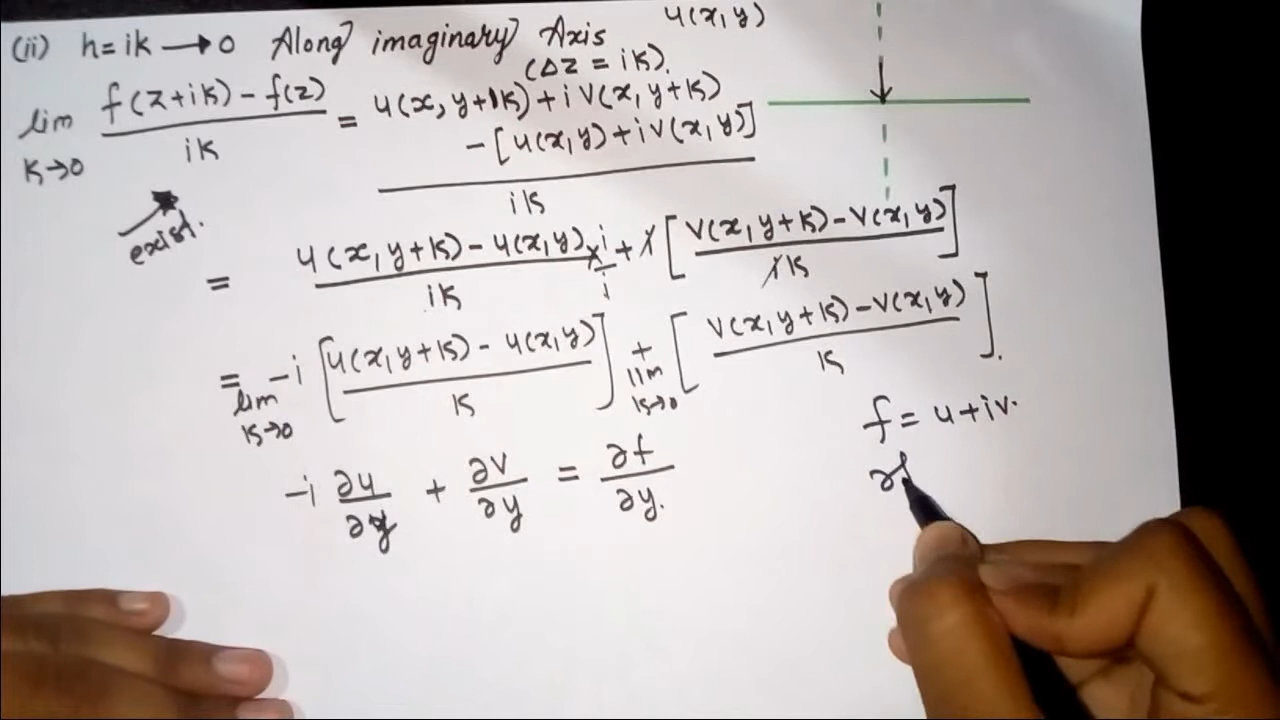 (ii) h = ik → 0 Along imaginary Axis u(x,y)
(Δz = ik).
lim k→0 f(z+ik) - f(z) / ik = u(x, y+k) + i v(x, y+k) - [u(x,y) + i v(x,y)] / ik
exist.
= u(x, y+k) - u(x,y) / ik × i/i + i [v(x, y+k) - v(x,y) / ik]
= lim k→0 -i [u(x, y+k) - u(x,y) / k] + lim k→0 [v(x, y+k) - v(x,y) / k].
f = u + iv.
-i ∂u/∂y + ∂v/∂y = ∂f/∂y.
∂f